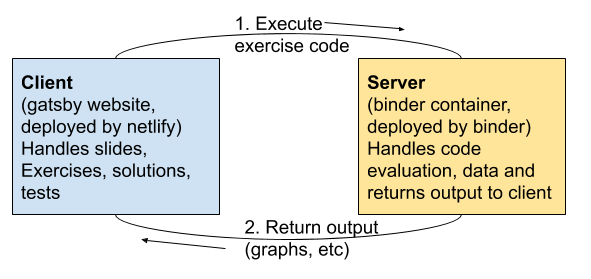 1. Execute
exercise code
Client
(gatsby website,
deployed by netlify)
Handles slides,
Exercises, solutions,
tests
Server
(binder container,
deployed by binder)
Handles code
evaluation, data and
returns output to client
2. Return output
(graphs, etc)